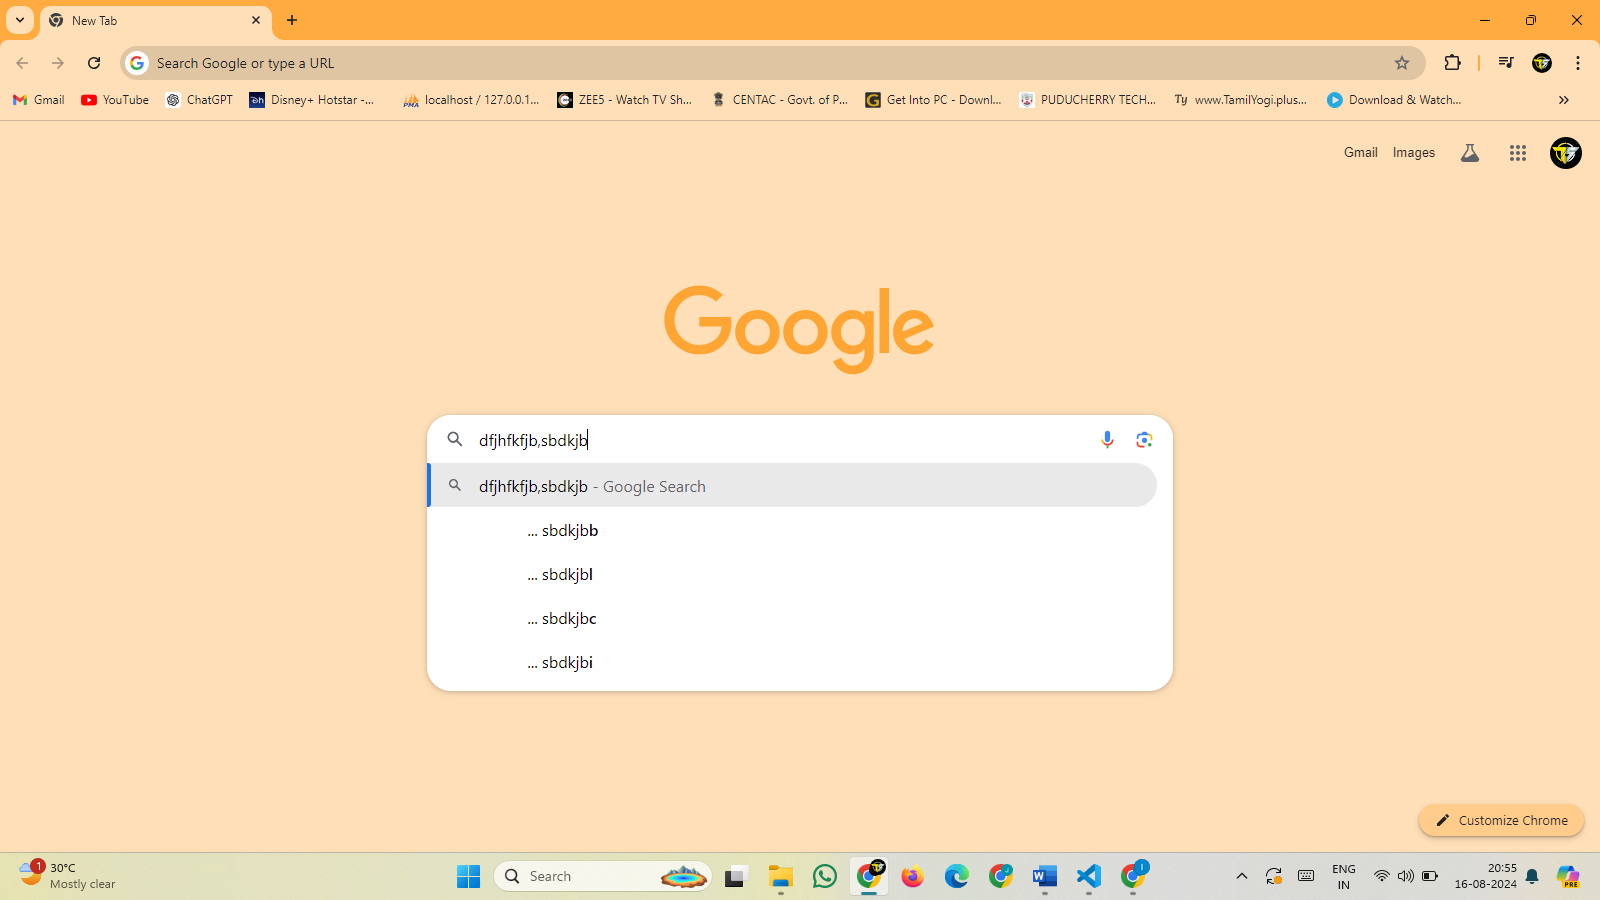 New Tab
Search Google or type a URL
Gmail YouTube ChatGPT Disney+ Hotstar -... localhost / 127.0.0.1... ZEE5 - Watch TV Sh... CENTAC - Govt. of P... Get Into PC - Downl... PUDUCHERRY TECH... Ty www.TamilYogi.plus... Download & Watch...
Gmail Images
Google
dfjhfkfjb,sbdkjb
dfjhfkfjb,sbdkjb - Google Search
... sbdkjbb
... sbdkjbl
... sbdkjbc
... sbdkjbi
Customize Chrome
1 30°C
Mostly clear
Search
ENG
IN
20:55
16-08-2024
PRE